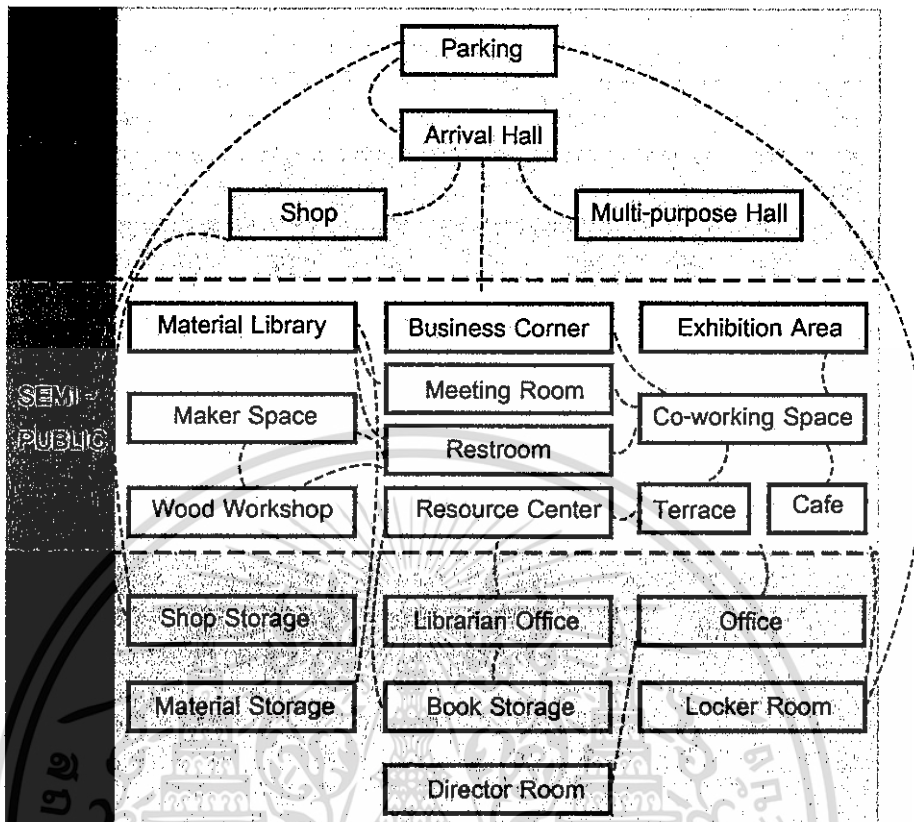 Parking
Arrival Hall
Shop
Multi-purpose Hall
Material Library
Business Corner
Exhibition Area
SEMI -
PUBLIC
Meeting Room
Maker Space
Co-working Space
Restroom
Wood Workshop
Resource Center
Terrace
Cafe
Shop Storage
Librarian Office
Office
Material Storage
Book Storage
Locker Room
Director Room